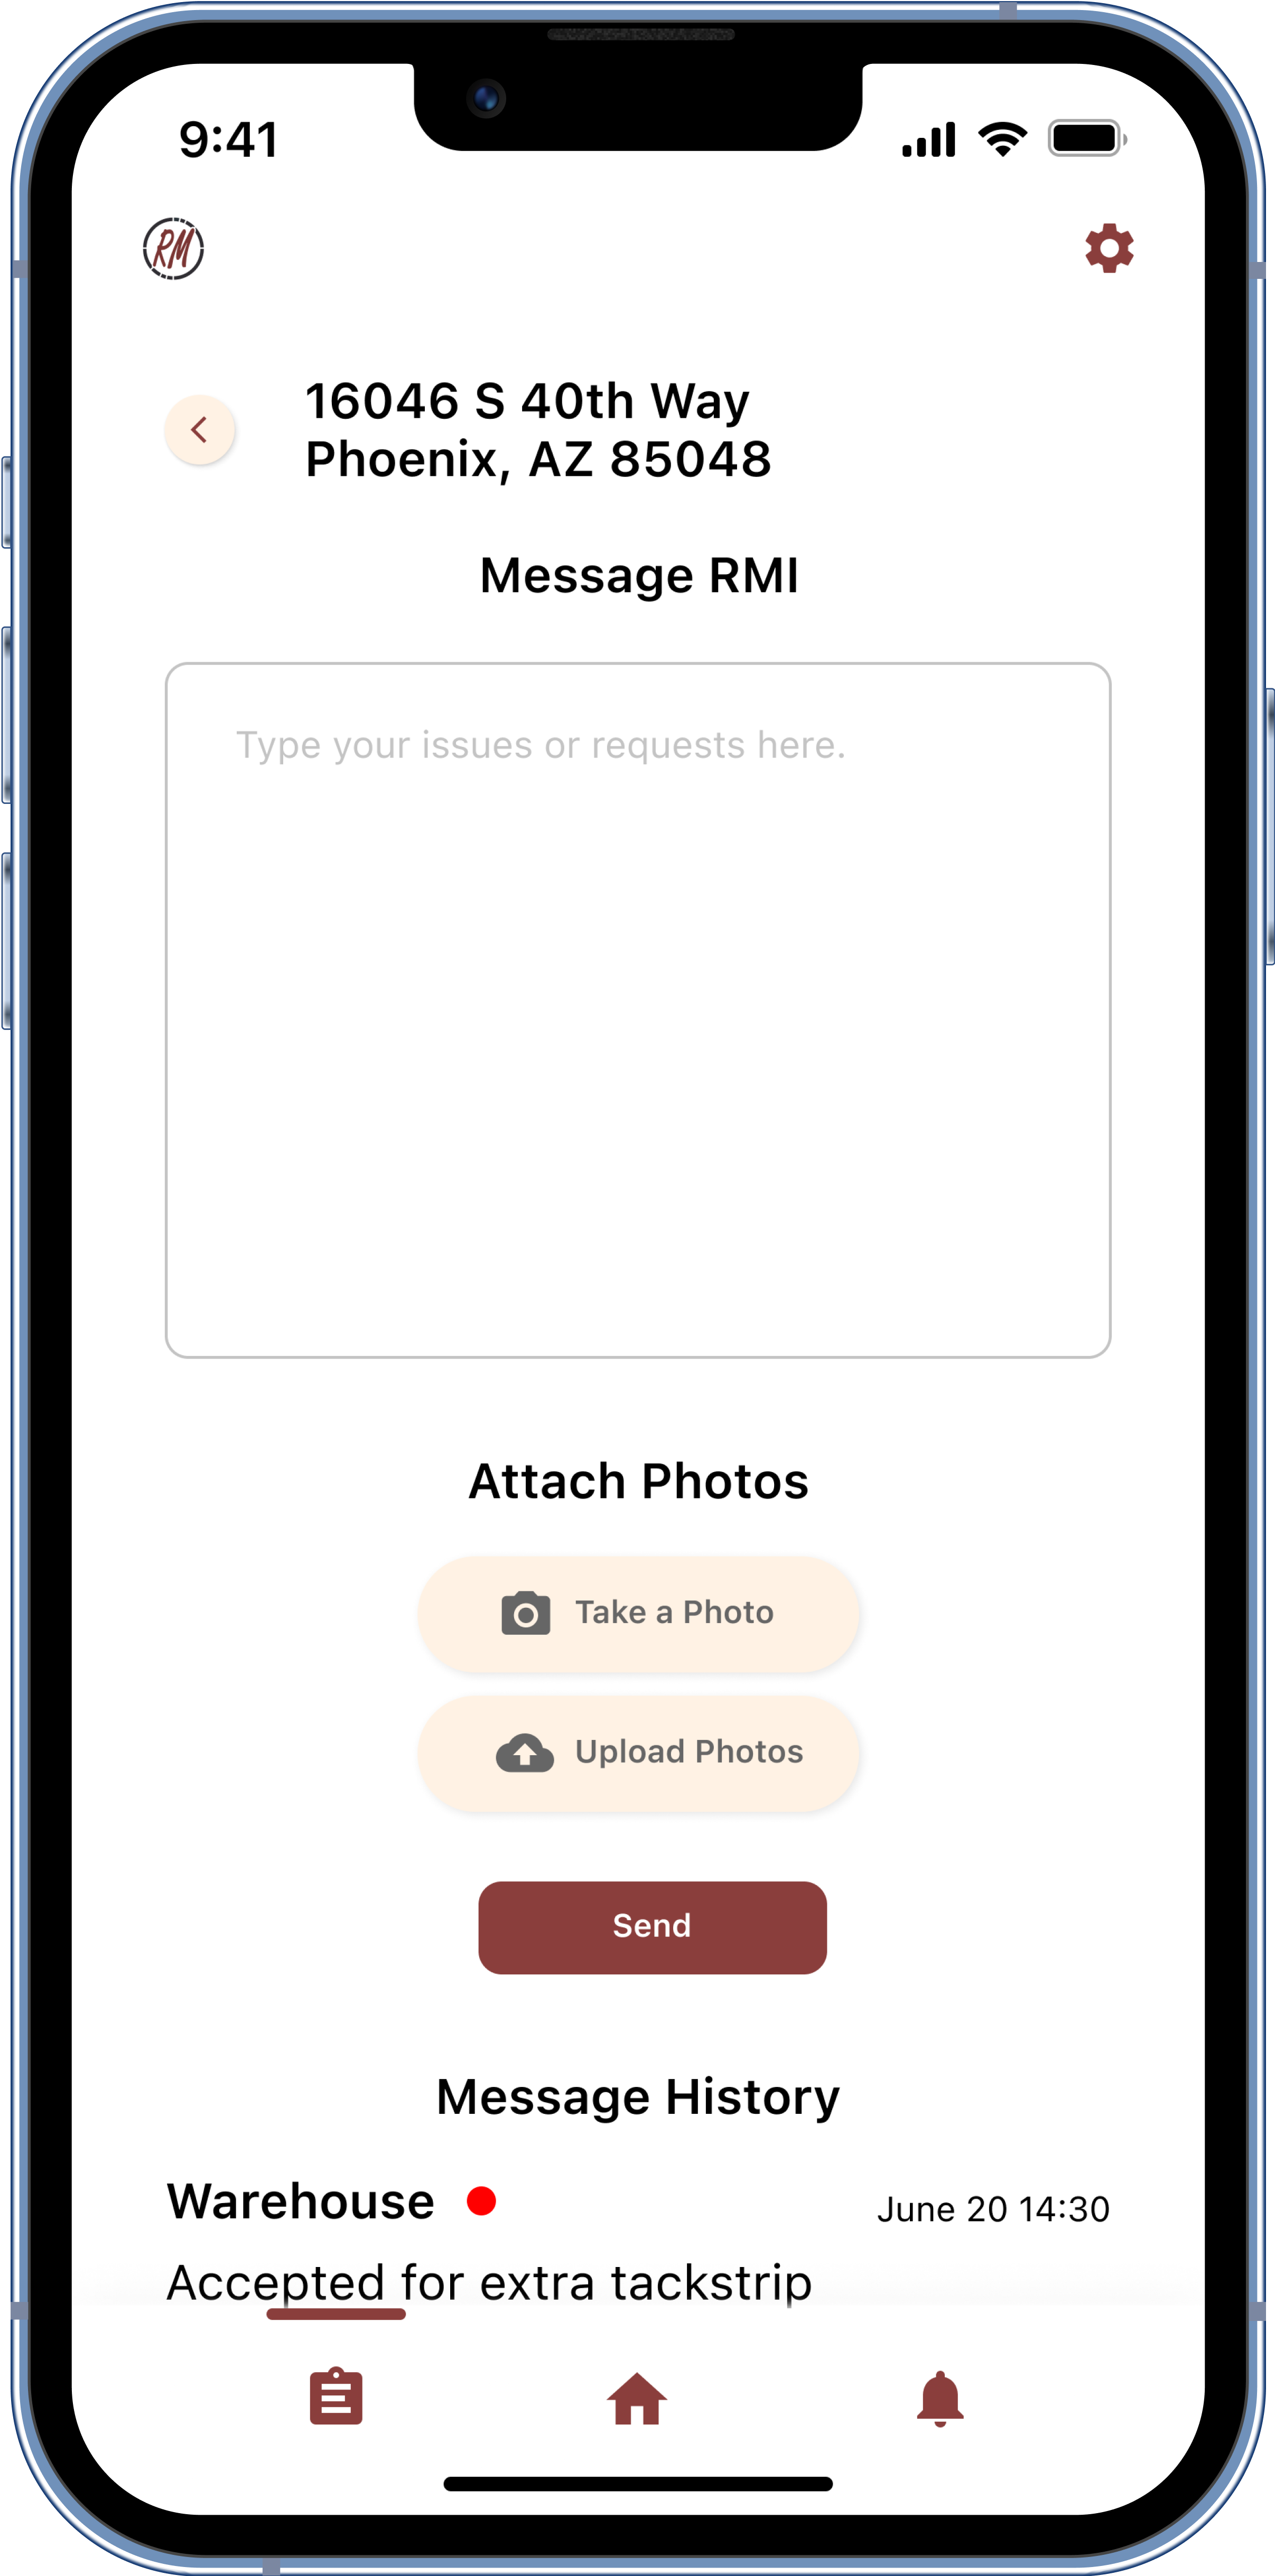 9:41
RM
16046 S 40th Way
Phoenix, AZ 85048
Message RMI
Type your issues or requests here.
Attach Photos
Take a Photo
Upload Photos
Send
Message History
Warehouse
June 20 14:30
Accepted for extra tackstrip